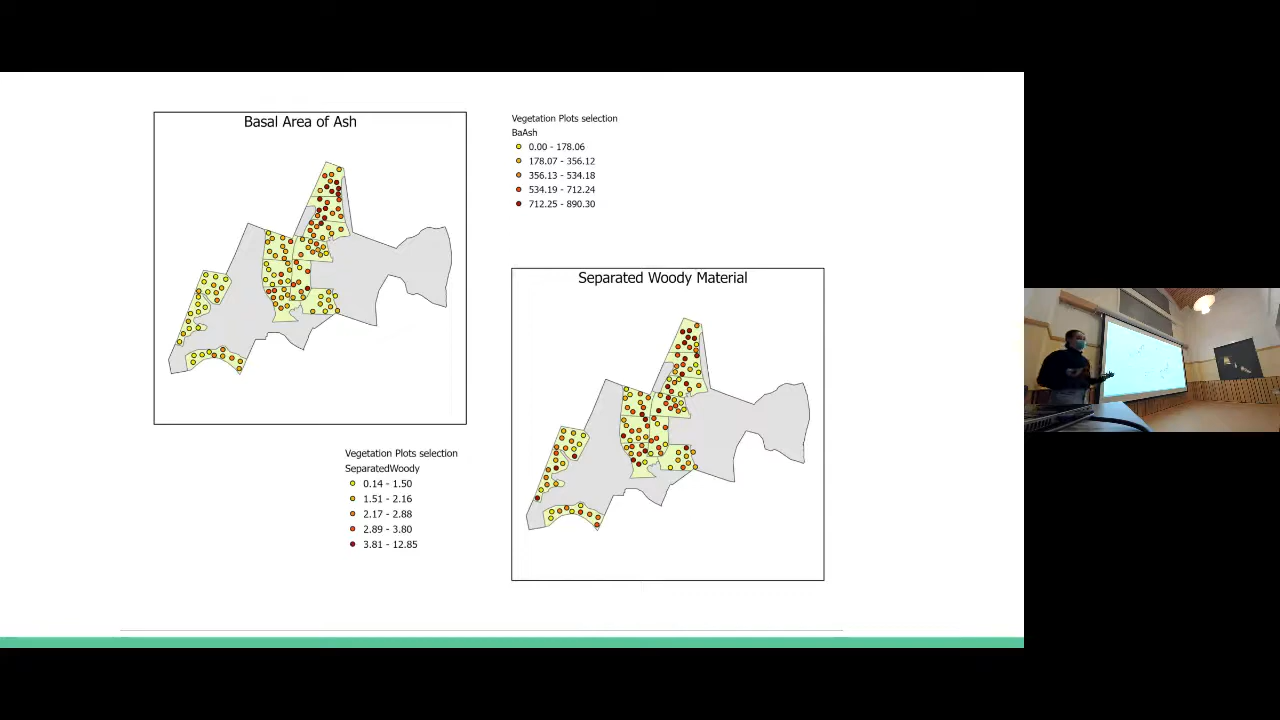 Basal Area of Ash
Vegetation Plots selection
BaAsh
0.00 - 178.06
178.07 - 356.12
356.13 - 534.18
534.19 - 712.24
712.25 - 890.30
Separated Woody Material
Vegetation Plots selection
SeparatedWoody
0.14 - 1.50
1.51 - 2.16
2.17 - 2.88
2.89 - 3.80
3.81 - 12.85